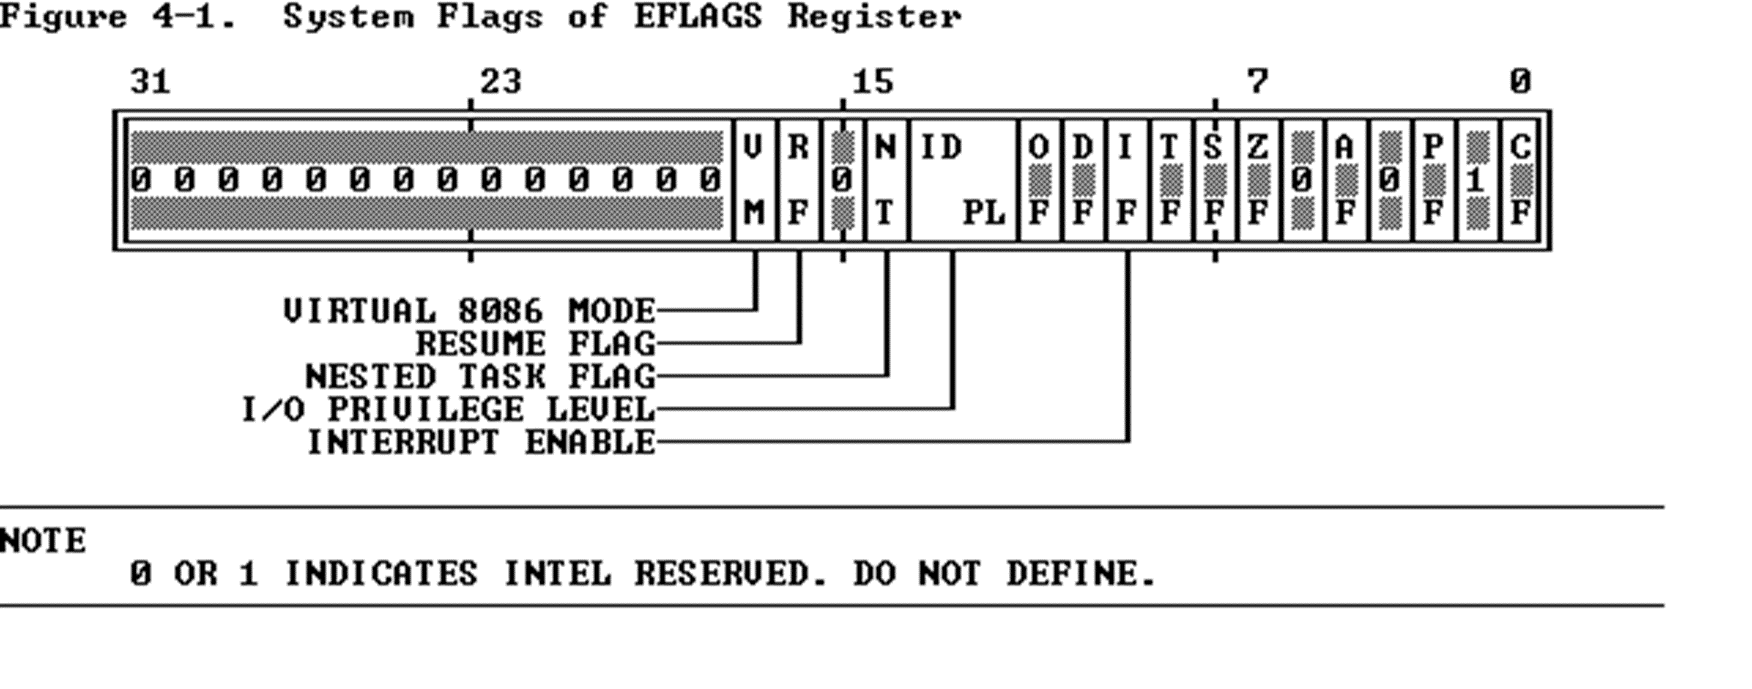 Figure 4-1. System Flags of EFLAGS Register
31 23 15 7 0
V R N ID O D I T S Z A P C
0 0 0 0 0 0 0 0 0 0 0 0 0 0 0 0 0 1
M F T PL F F F F F F F F F
VIRTUAL 8086 MODE
RESUME FLAG
NESTED TASK FLAG
I/O PRIVILEGE LEVEL
INTERRUPT ENABLE
NOTE
0 OR 1 INDICATES INTEL RESERVED. DO NOT DEFINE.